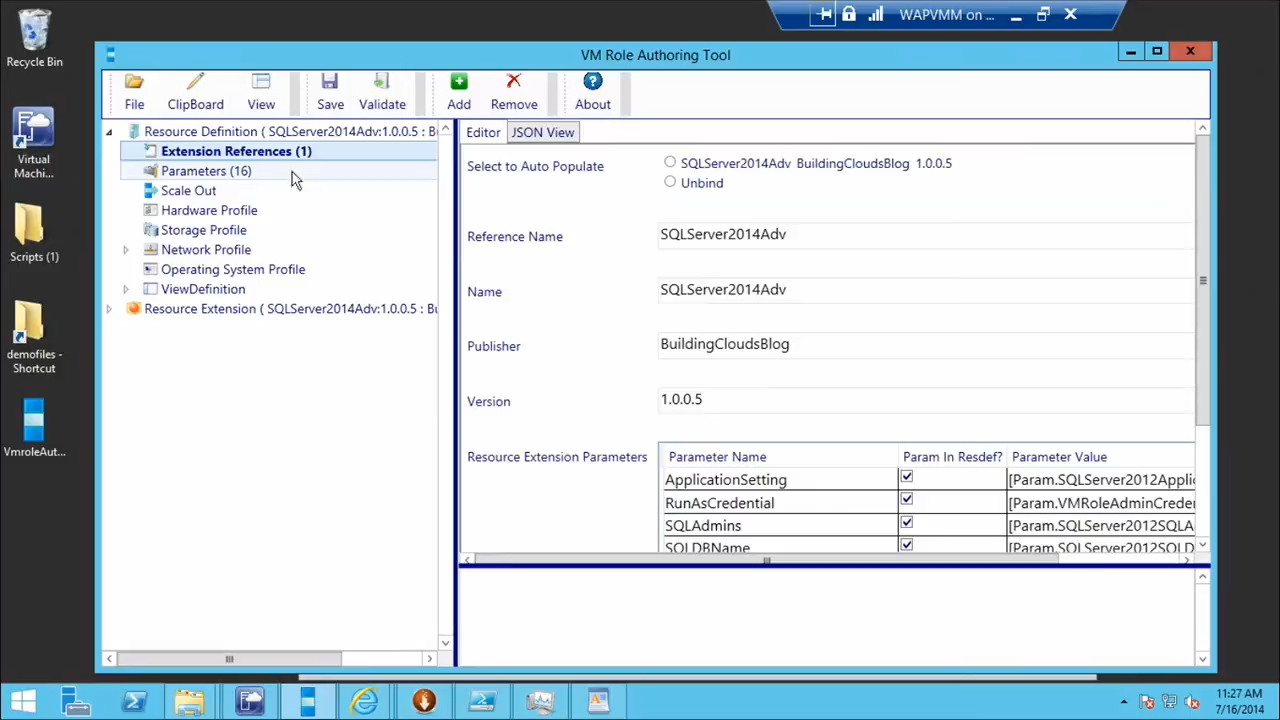 Recycle Bin
Virtual
Machi...
Scripts (1)
demofiles -
Shortcut
VmroleAut...
WAPVMM on ...
VM Role Authoring Tool
File
ClipBoard
View
Save
Validate
Add
Remove
About
Resource Definition ( SQLServer2014Adv:1.0.0.5 : Bu
Extension References (1)
Parameters (16)
Scale Out
Hardware Profile
Storage Profile
Network Profile
Operating System Profile
ViewDefinition
Resource Extension ( SQLServer2014Adv:1.0.0.5 : Bu
Editor
JSON View
Select to Auto Populate
SQLServer2014Adv BuildingCloudsBlog 1.0.0.5
Unbind
Reference Name
SQLServer2014Adv
Name
SQLServer2014Adv
Publisher
BuildingCloudsBlog
Version
1.0.0.5
Resource Extension Parameters
Parameter Name
Param In Resdef?
Parameter Value
ApplicationSetting
[Param.SQLServer2012Appli
RunAsCredential
[Param.VMRoleAdminCreder
SQLAdmins
[Param.SQLServer2012SQLA
SQLDBName
[Param.SQLServer2012SQLD
11:27 AM
7/16/2014